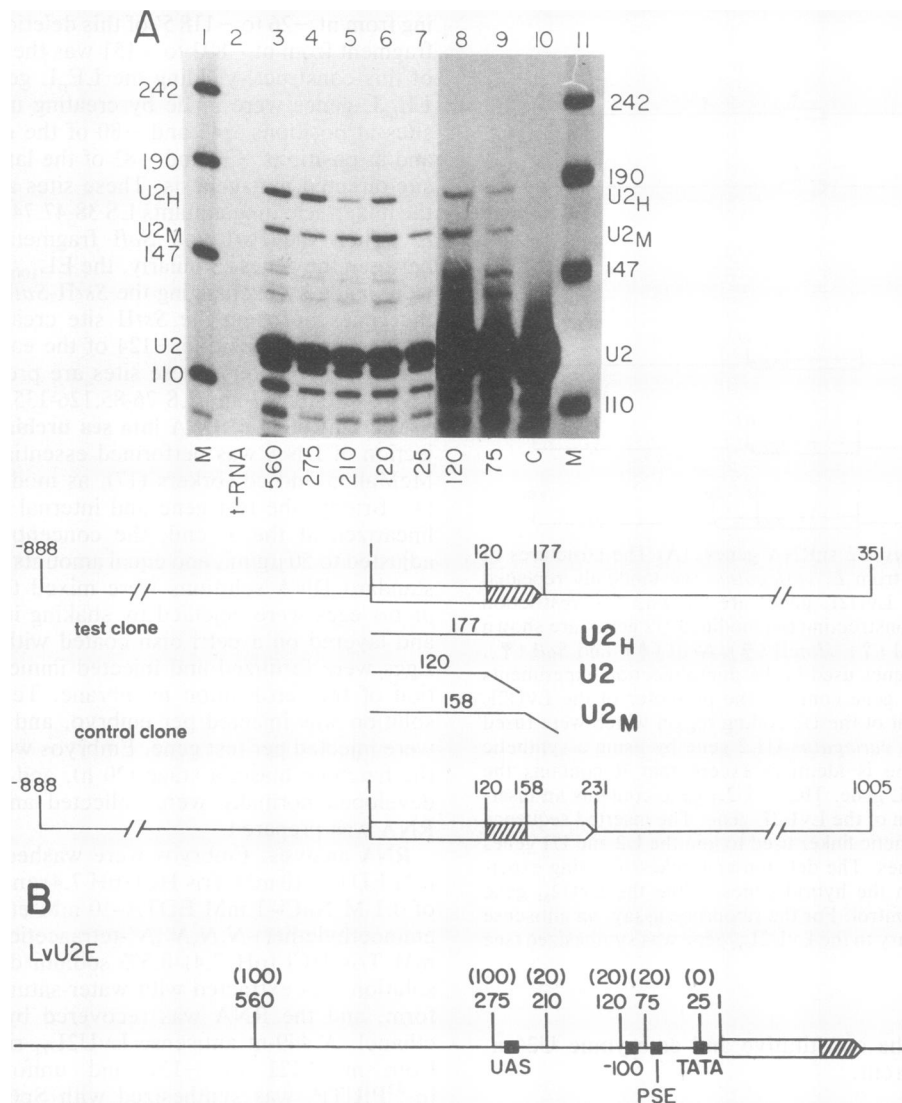 A
1 2 3 4 5 6 7 8 9 10 11
242
190
U2H
U2M
147
U2
110
242
190
U2H
U2M
147
U2
110
M t-RNA 560 275 210 120 25 120 75 C M
-888 1 120 177 351
test clone
177 U2H
120 U2
158 U2M
control clone
-888 1 120 158 231 1005
B
LvU2E
(100) (100) (20) (20) (20) (0)
560 275 210 120 75 25 1
UAS -100 TATA
PSE